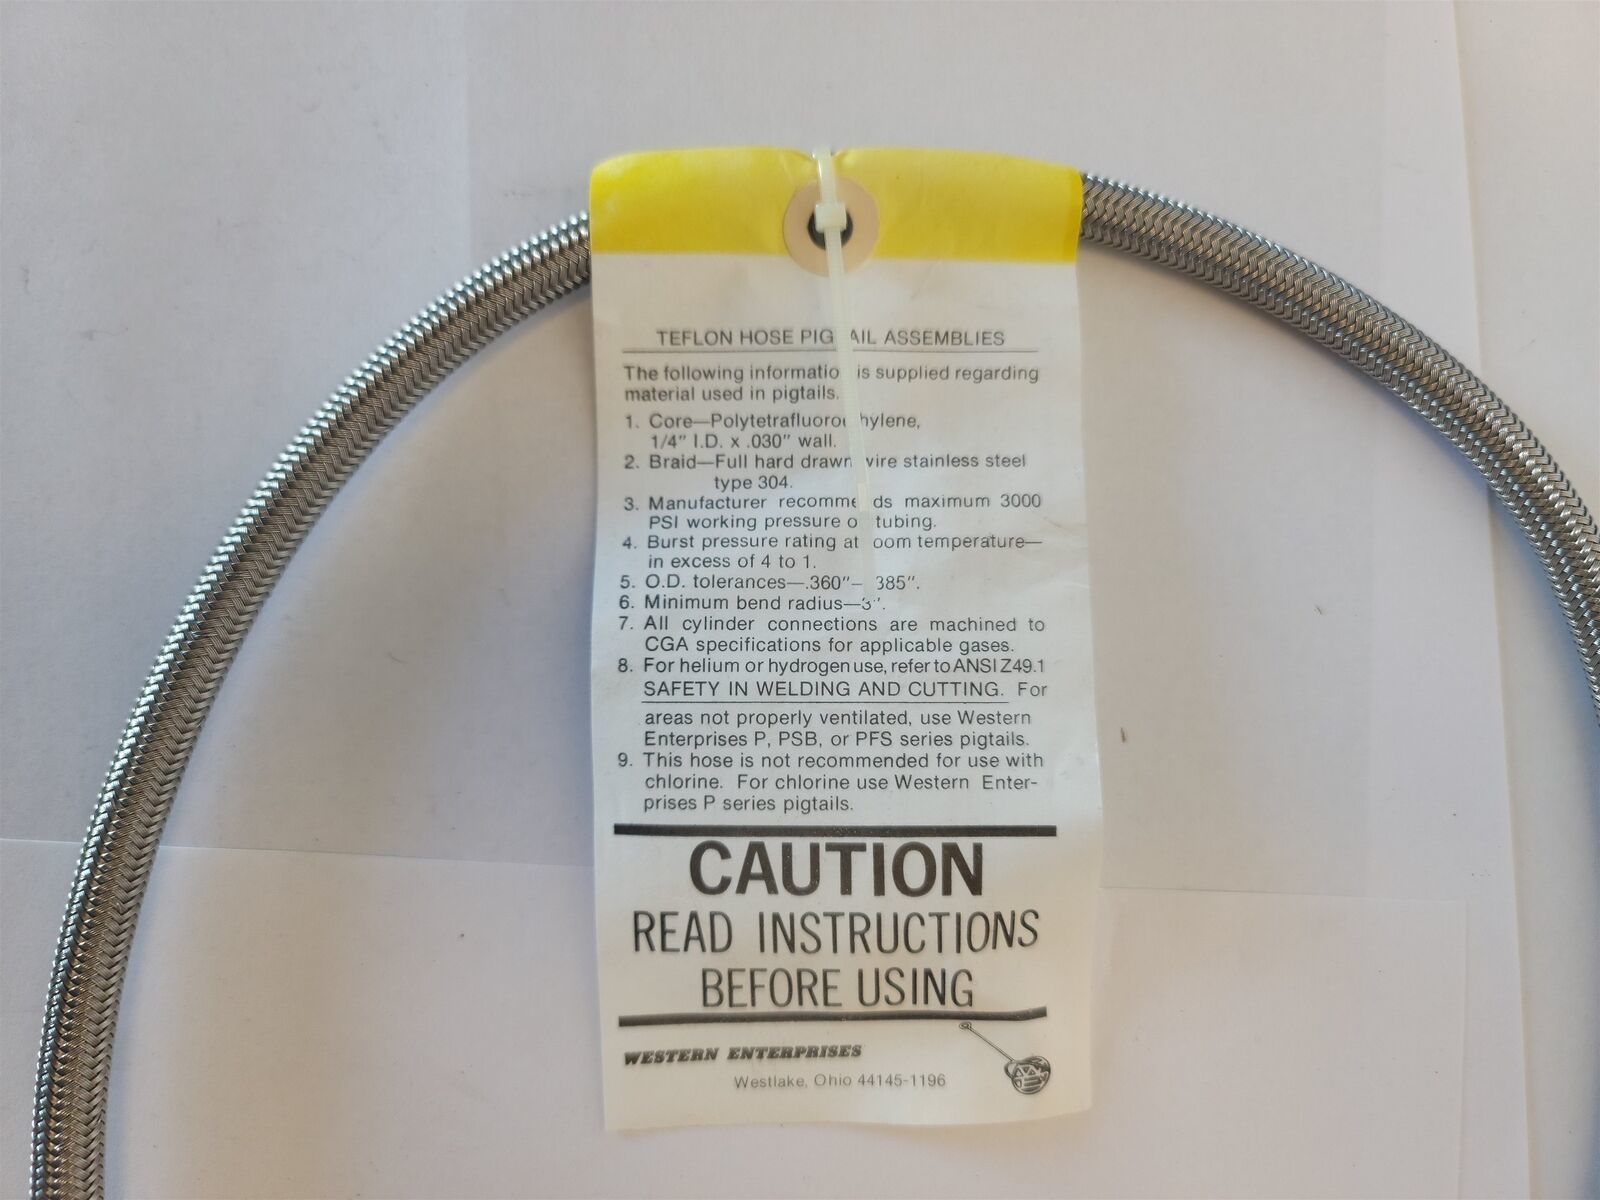 TEFLON HOSE PIG AIL ASSEMBLIES
The following informatio is supplied regarding
material used in pigtails.
1. Core—Polytetrafluoroe hylene,
1/4" I.D. x .030" wall.
2. Braid—Full hard drawn wire stainless steel
type 304.
3. Manufacturer recomme ds maximum 3000
PSI working pressure o tubing.
4. Burst pressure rating at oom temperature—
in excess of 4 to 1.
5. O.D. tolerances—.360"– 385".
6. Minimum bend radius—3".
7. All cylinder connections are machined to
CGA specifications for applicable gases.
8. For helium or hydrogen use, refer to ANSI Z49.1
SAFETY IN WELDING AND CUTTING. For
areas not properly ventilated, use Western
Enterprises P, PSB, or PFS series pigtails.
9. This hose is not recommended for use with
chlorine. For chlorine use Western Enter-
prises P series pigtails.
CAUTION
READ INSTRUCTIONS
BEFORE USING
WESTERN ENTERPRISES
Westlake, Ohio 44145-1196